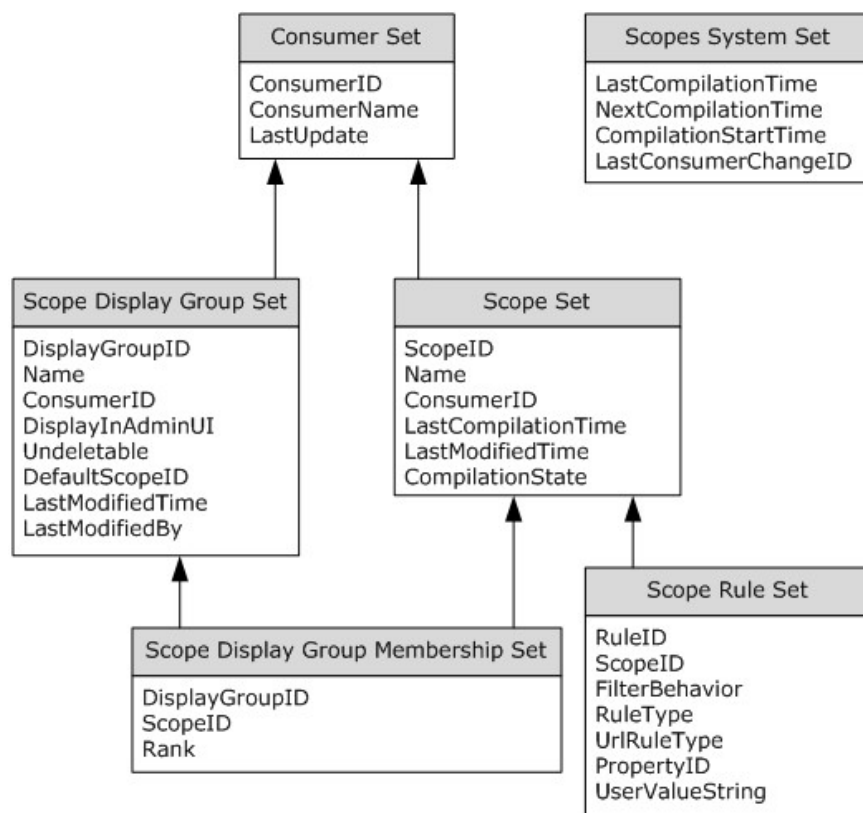 Consumer Set
ConsumerID
ConsumerName
LastUpdate
Scopes System Set
LastCompilationTime
NextCompilationTime
CompilationStartTime
LastConsumerChangeID
Scope Display Group Set
DisplayGroupID
Name
ConsumerID
DisplayInAdminUI
Undeletable
DefaultScopeID
LastModifiedTime
LastModifiedBy
Scope Set
ScopeID
Name
ConsumerID
LastCompilationTime
LastModifiedTime
CompilationState
Scope Display Group Membership Set
DisplayGroupID
ScopeID
Rank
Scope Rule Set
RuleID
ScopeID
FilterBehavior
RuleType
UrlRuleType
PropertyID
UserValueString